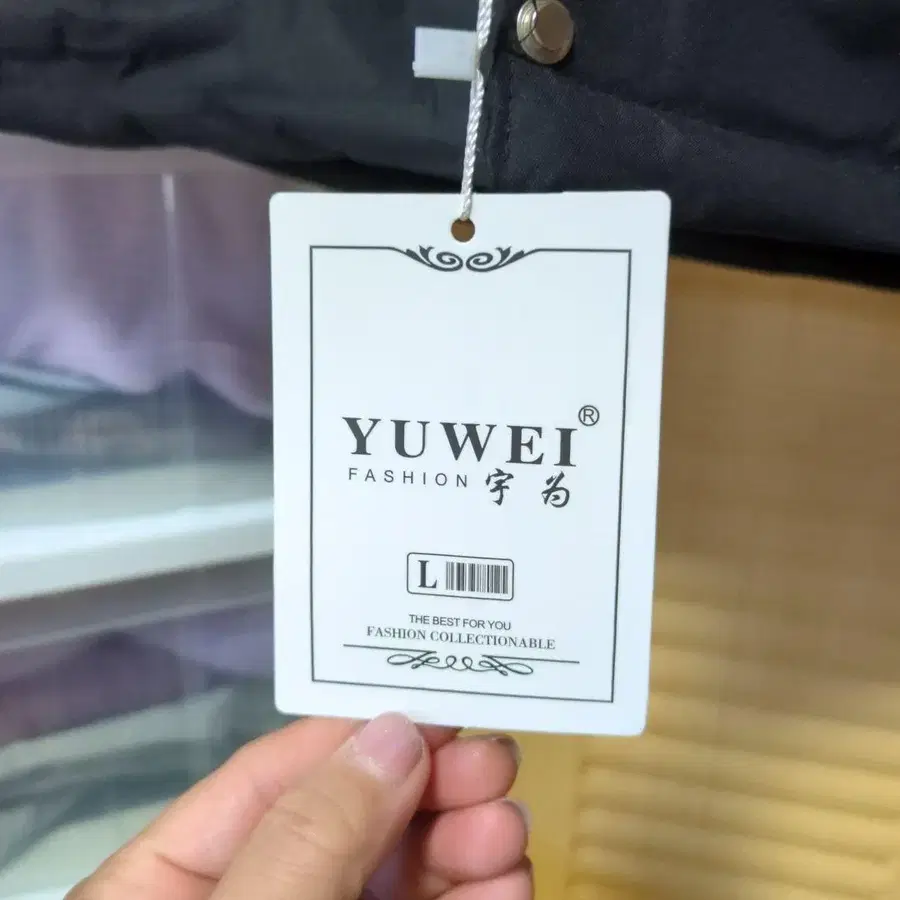 YUWEI®
FASHION 宇为
L
THE BEST FOR YOU
FASHION COLLECTIONABLE